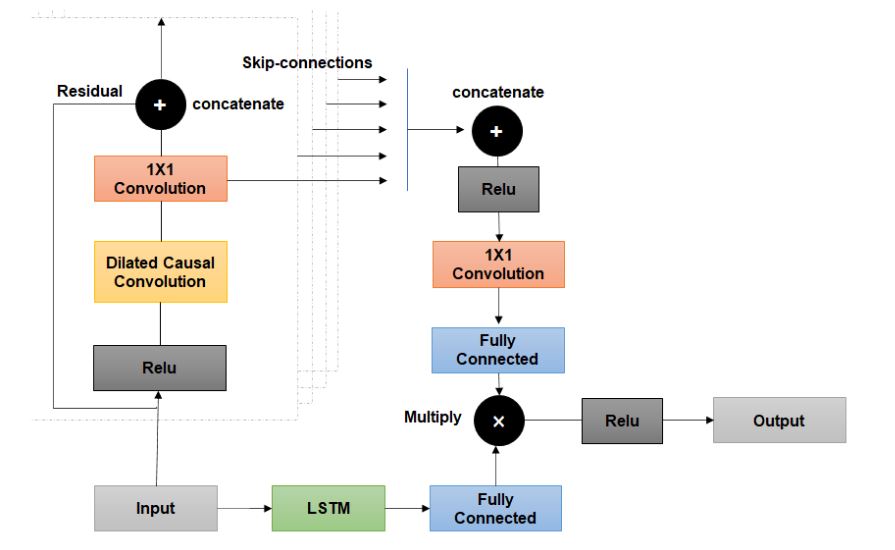 Skip-connections
Residual
+
concatenate
concatenate
+
1X1
Convolution
Relu
Dilated Causal
Convolution
1X1
Convolution
Relu
Fully
Connected
Multiply
×
Relu
Output
Input
LSTM
Fully
Connected